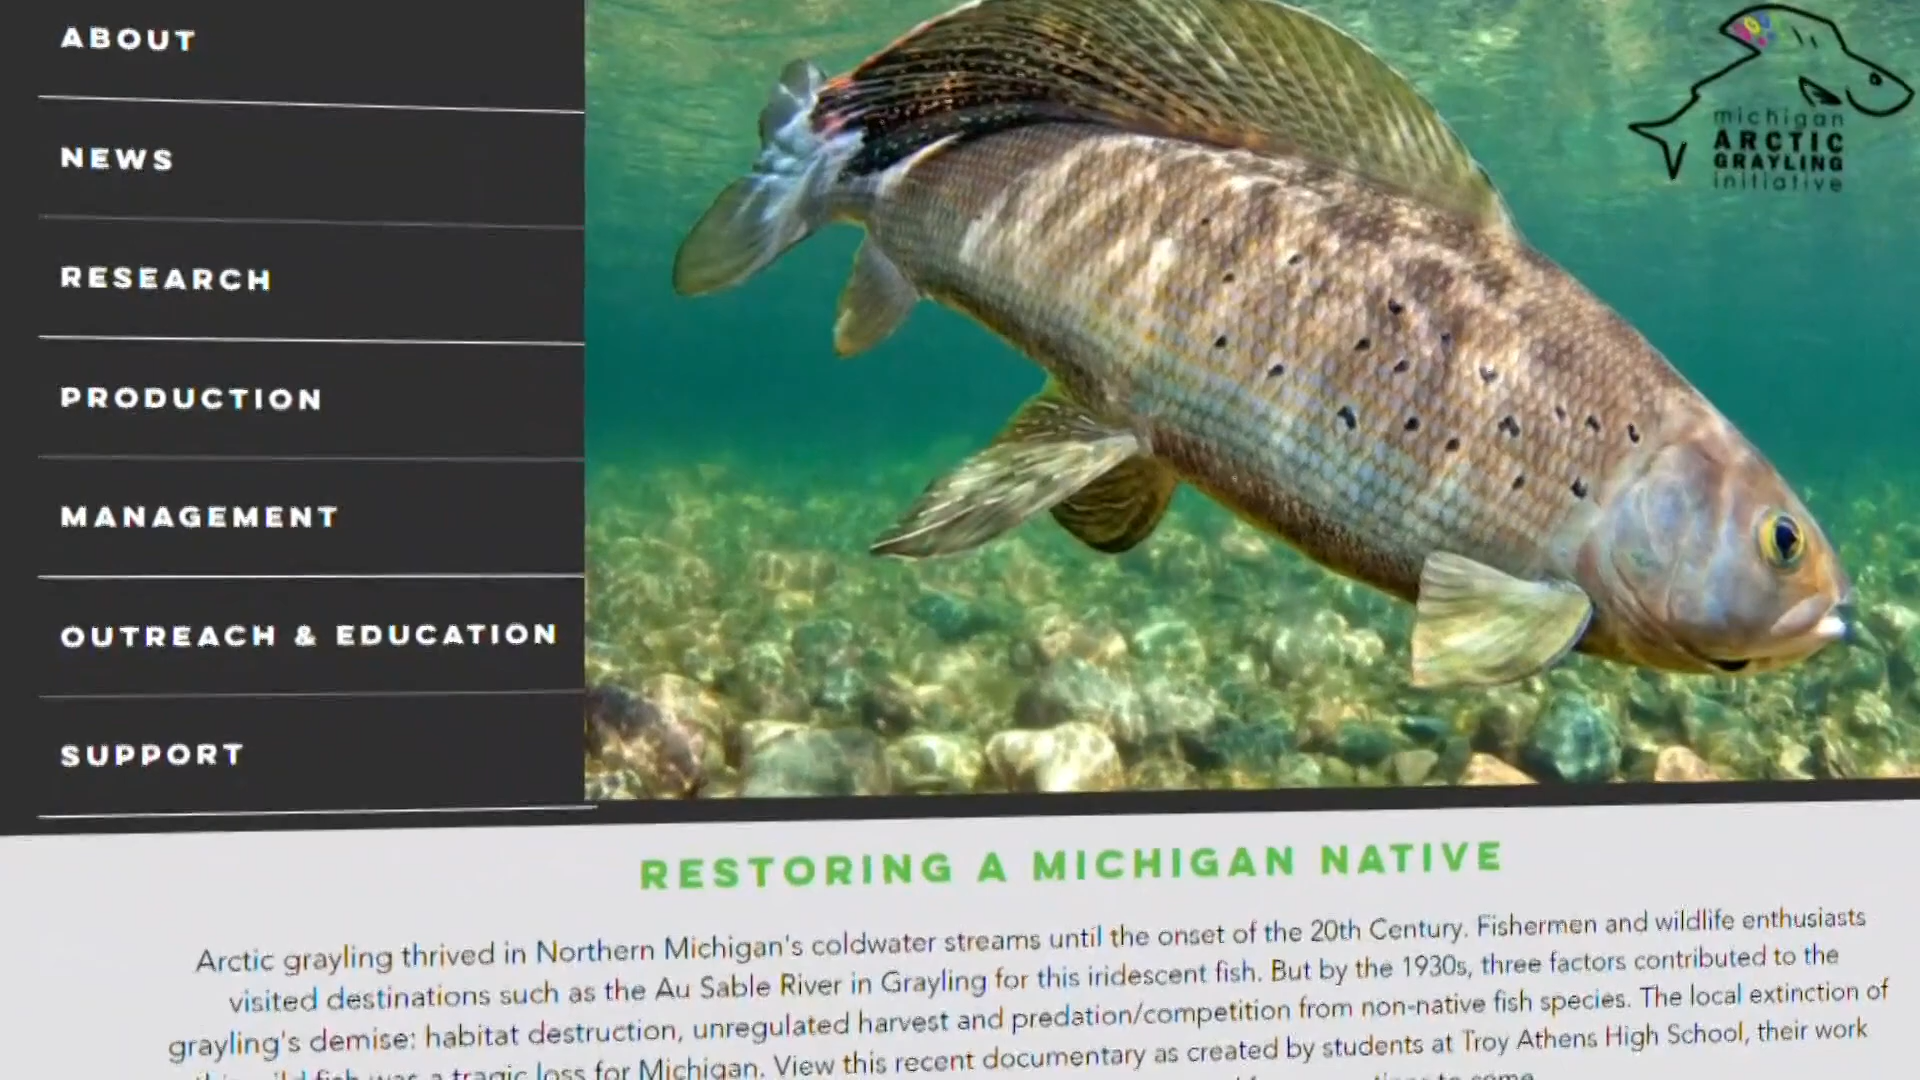 ABOUT
NEWS
RESEARCH
PRODUCTION
MANAGEMENT
OUTREACH & EDUCATION
SUPPORT
michigan
ARCTIC
GRAYLING
initiative
RESTORING A MICHIGAN NATIVE
Arctic grayling thrived in Northern Michigan's coldwater streams until the onset of the 20th Century. Fishermen and wildlife enthusiasts
visited destinations such as the Au Sable River in Grayling for this iridescent fish. But by the 1930s, three factors contributed to the
grayling's demise: habitat destruction, unregulated harvest and predation/competition from non-native fish species. The local extinction of
fish was a tragic loss for Michigan. View this recent documentary as created by students at Troy Athens High School, their work
to come